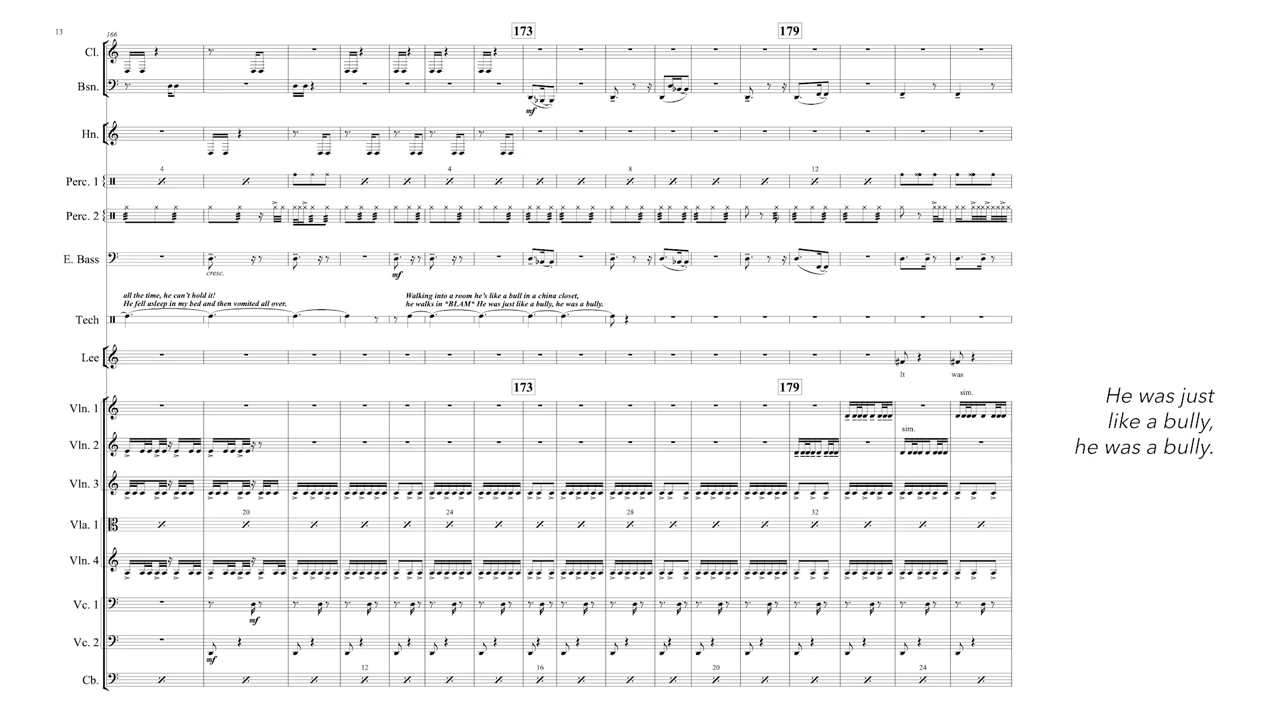 13
166
173
179
Cl.
Bsn.
mf
Hn.
Perc. 1
4
4
8
12
Perc. 2
E. Bass
cresc.
mf
all the time, he can't hold it!
He fell asleep in my bed and then vomited all over.
Walking into a room he's like a bull in a china closet,
he walks in *BLAM* He was just like a bully, he was a bully.
Tech
Lee
It was
173
179
Vln. 1
sim.
Vln. 2
sim.
Vln. 3
Vla. 1
20
24
28
32
Vln. 4
Vc. 1
mf
Vc. 2
mf
Cb.
12
16
20
24
He was just
like a bully,
he was a bully.